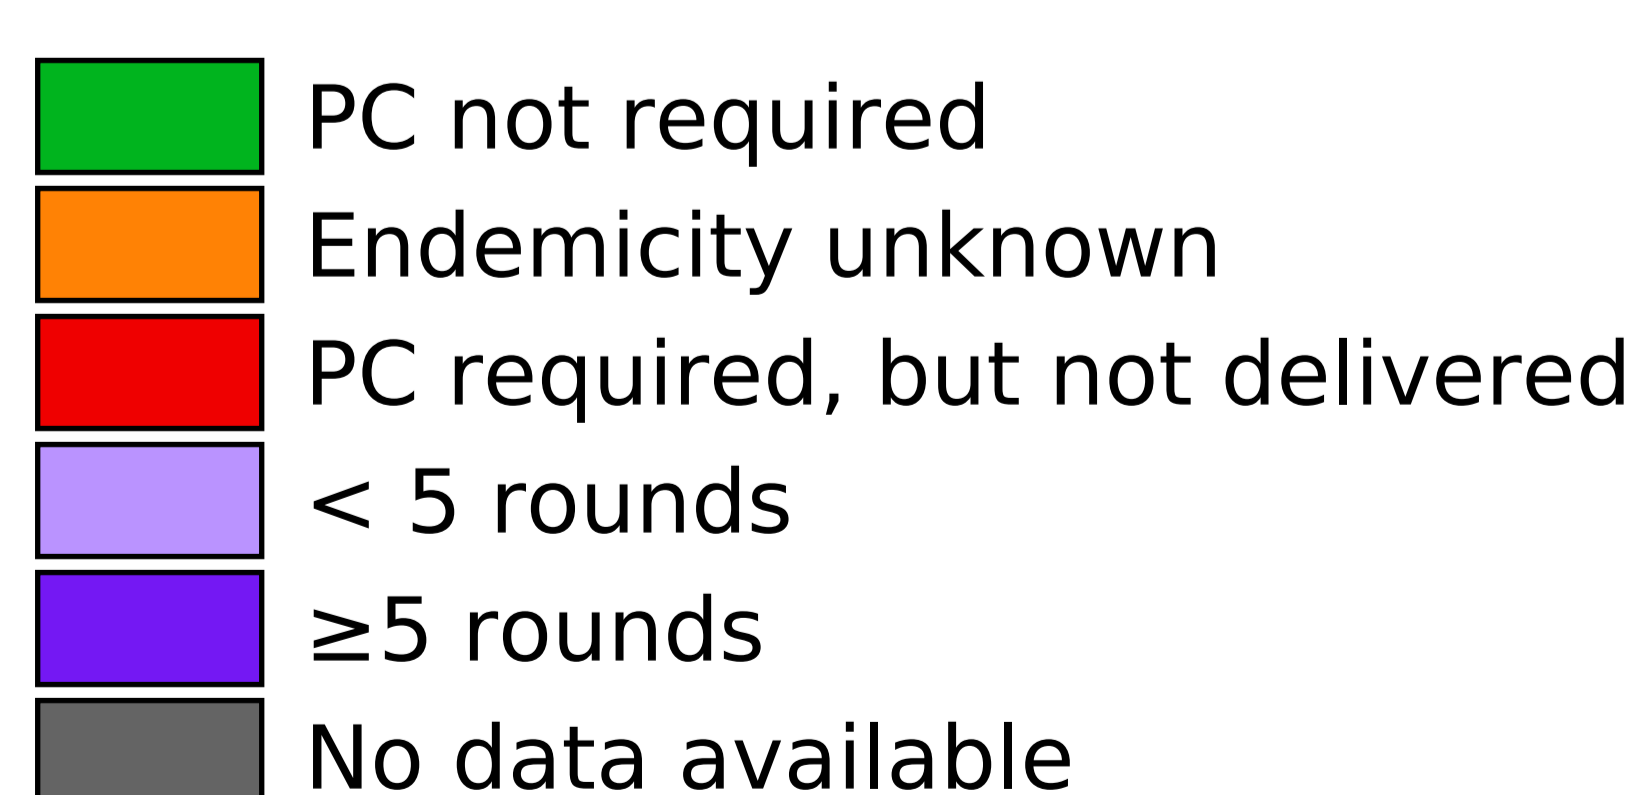 PC not required
Endemicity unknown
PC required, but not delivered
< 5 rounds
≥5 rounds
No data available